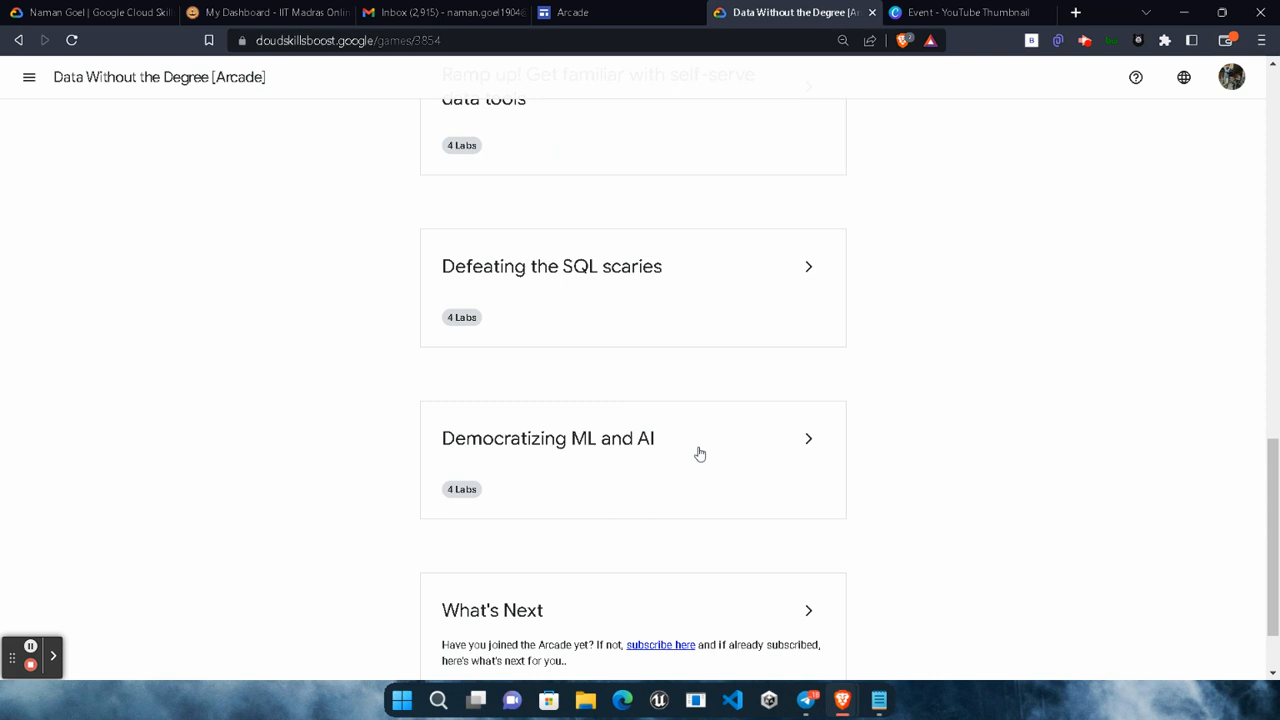 Naman Goel | Google Cloud Skil
My Dashboard - IIT Madras Onlin
Inbox (2,915) - naman.goel1904@
Arcade
Data Without the Degree [Ar
Event - YouTube Thumbnail
cloudskillsboost.google/games/3854
Data Without the Degree [Arcade]
Ramp up! Get familiar with self-serve
data tools
4 Labs
Defeating the SQL scaries
4 Labs
Democratizing ML and AI
4 Labs
What's Next
Have you joined the Arcade yet? If not, subscribe here and if already subscribed,
here's what's next for you..